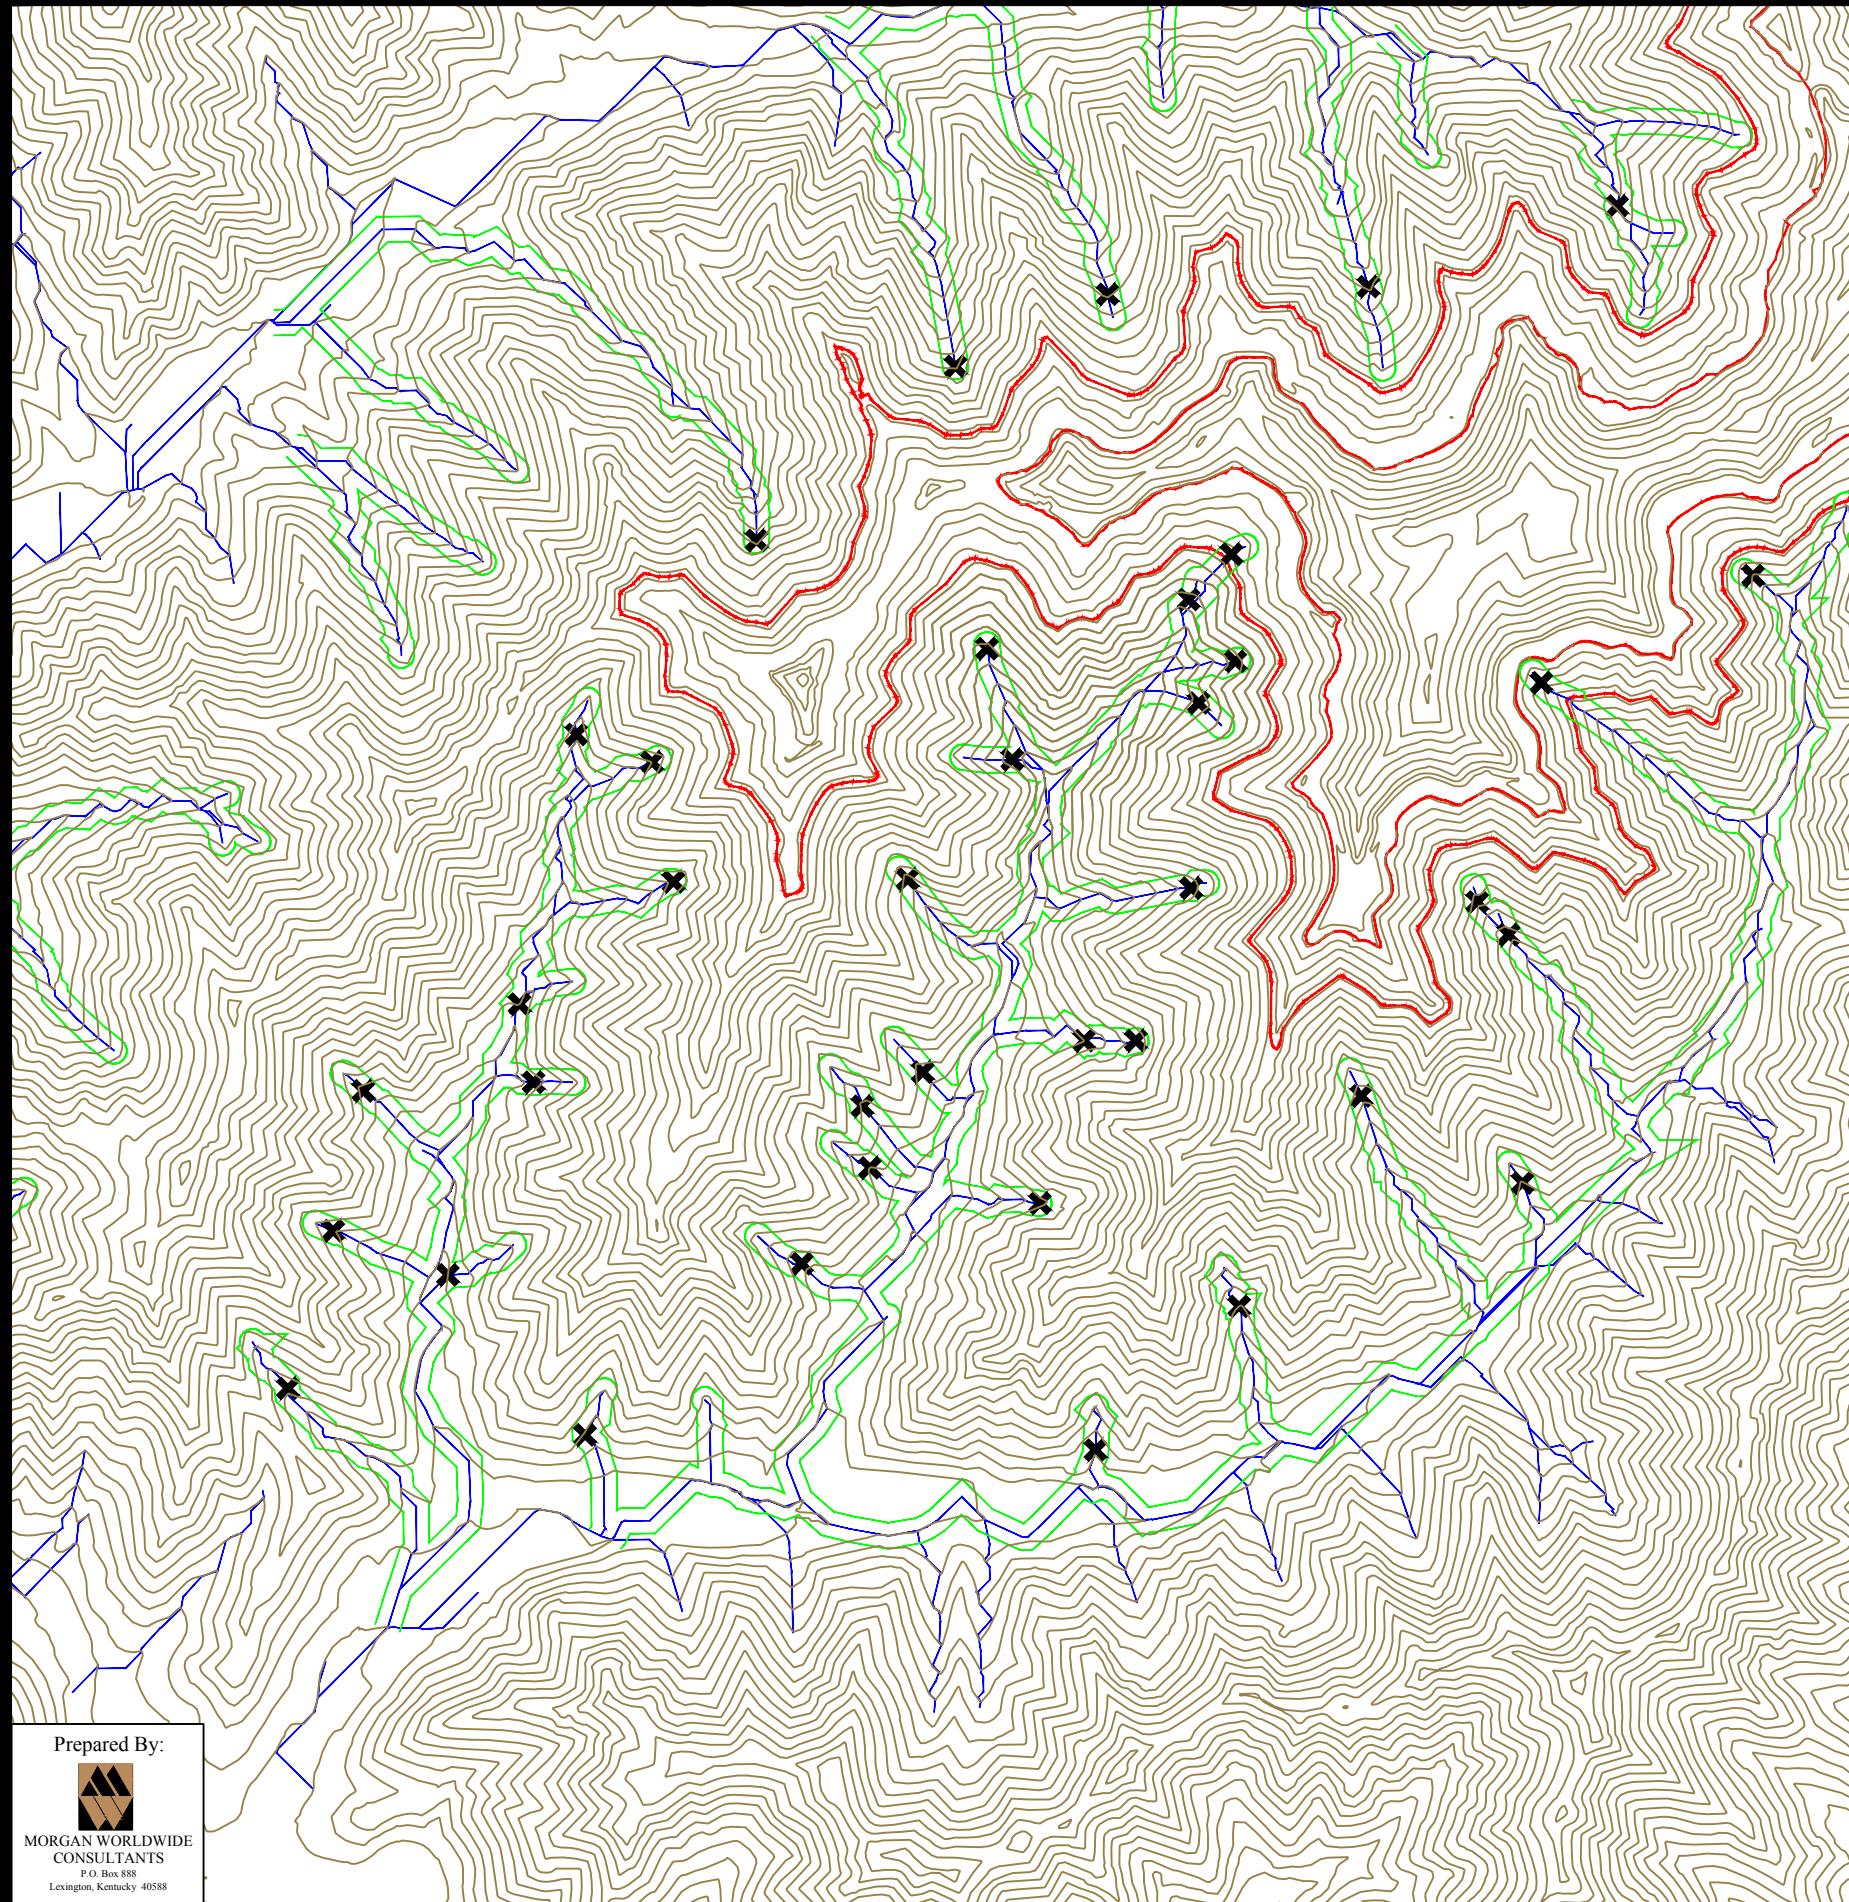 Prepared By:
MORGAN WORLDWIDE
CONSULTANTS
P.O. Box 888
Lexington, Kentucky 40588